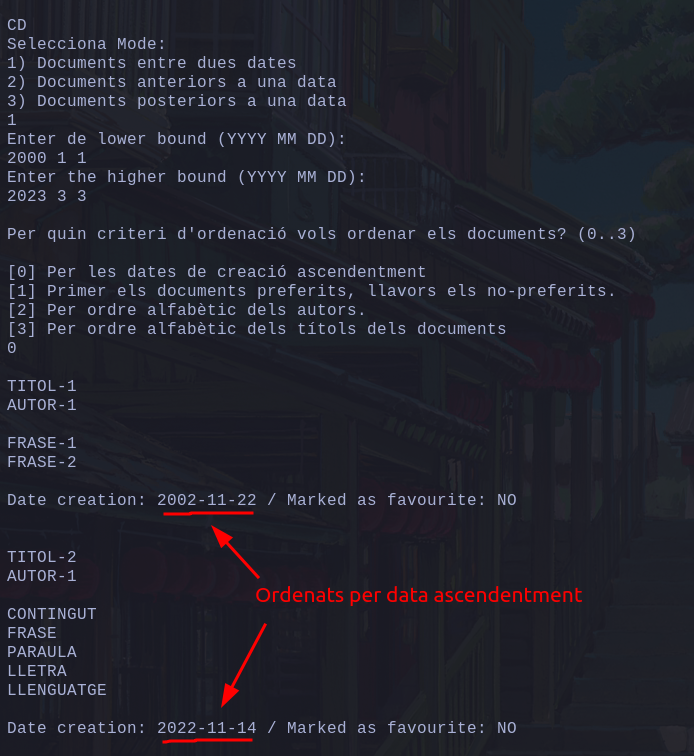 CD
Selecciona Mode:
1) Documents entre dues dates
2) Documents anteriors a una data
3) Documents posteriors a una data
1
Enter de lower bound (YYYY MM DD):
2000 1 1
Enter the higher bound (YYYY MM DD):
2023 3 3
Per quin criteri d'ordenació vols ordenar els documents? (0..3)
[0] Per les dates de creació ascendentment
[1] Primer els documents preferits, llavors els no-preferits.
[2] Per ordre alfabètic dels autors.
[3] Per ordre alfabètic dels títols dels documents
0
TITOL-1
AUTOR-1
FRASE-1
FRASE-2
Date creation: 2002-11-22 / Marked as favourite: NO
TITOL-2
AUTOR-1
Ordenats per data ascendentment
CONTINGUT
FRASE
PARAULA
LLETRA
LLENGUATGE
Date creation: 2022-11-14 / Marked as favourite: NO